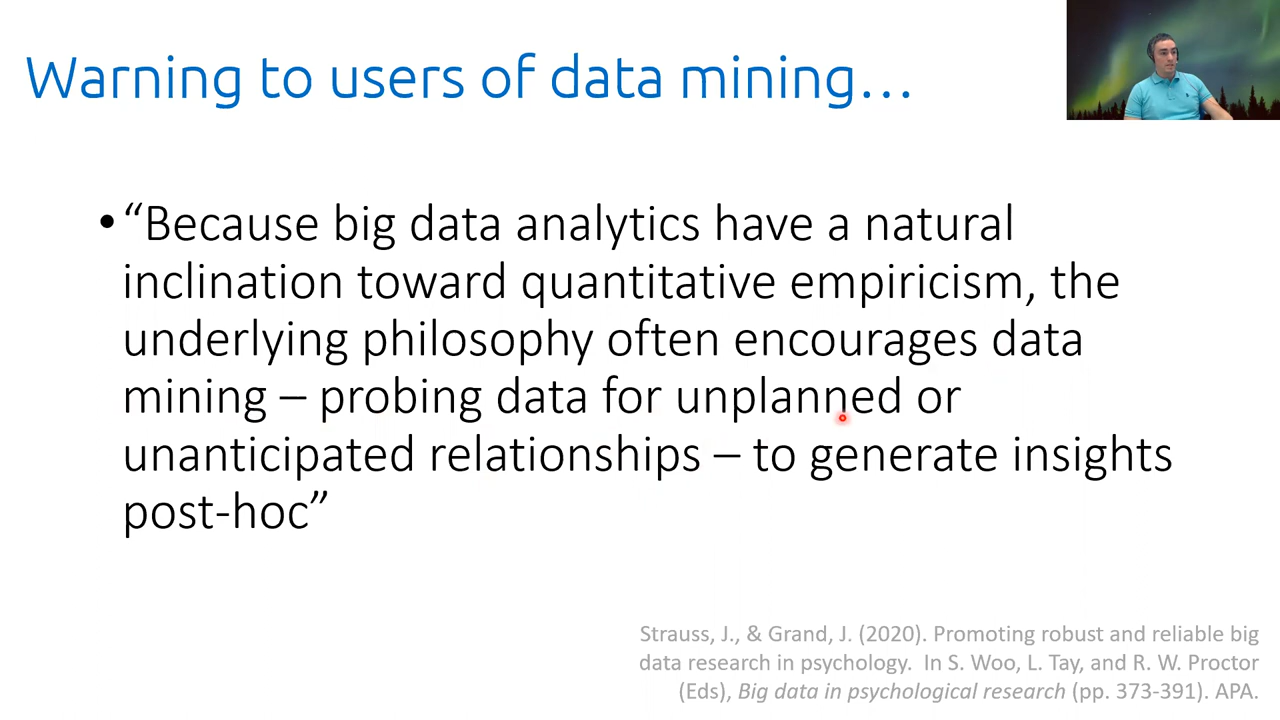 Warning to users of data mining…
•“Because big data analytics have a natural
inclination toward quantitative empiricism, the
underlying philosophy often encourages data
mining – probing data for unplanned or
unanticipated relationships – to generate insights
post-hoc”
Strauss, J., & Grand, J. (2020). Promoting robust and reliable big
data research in psychology.  In S. Woo, L. Tay, and R. W. Proctor
(Eds), Big data in psychological research (pp. 373-391). APA.